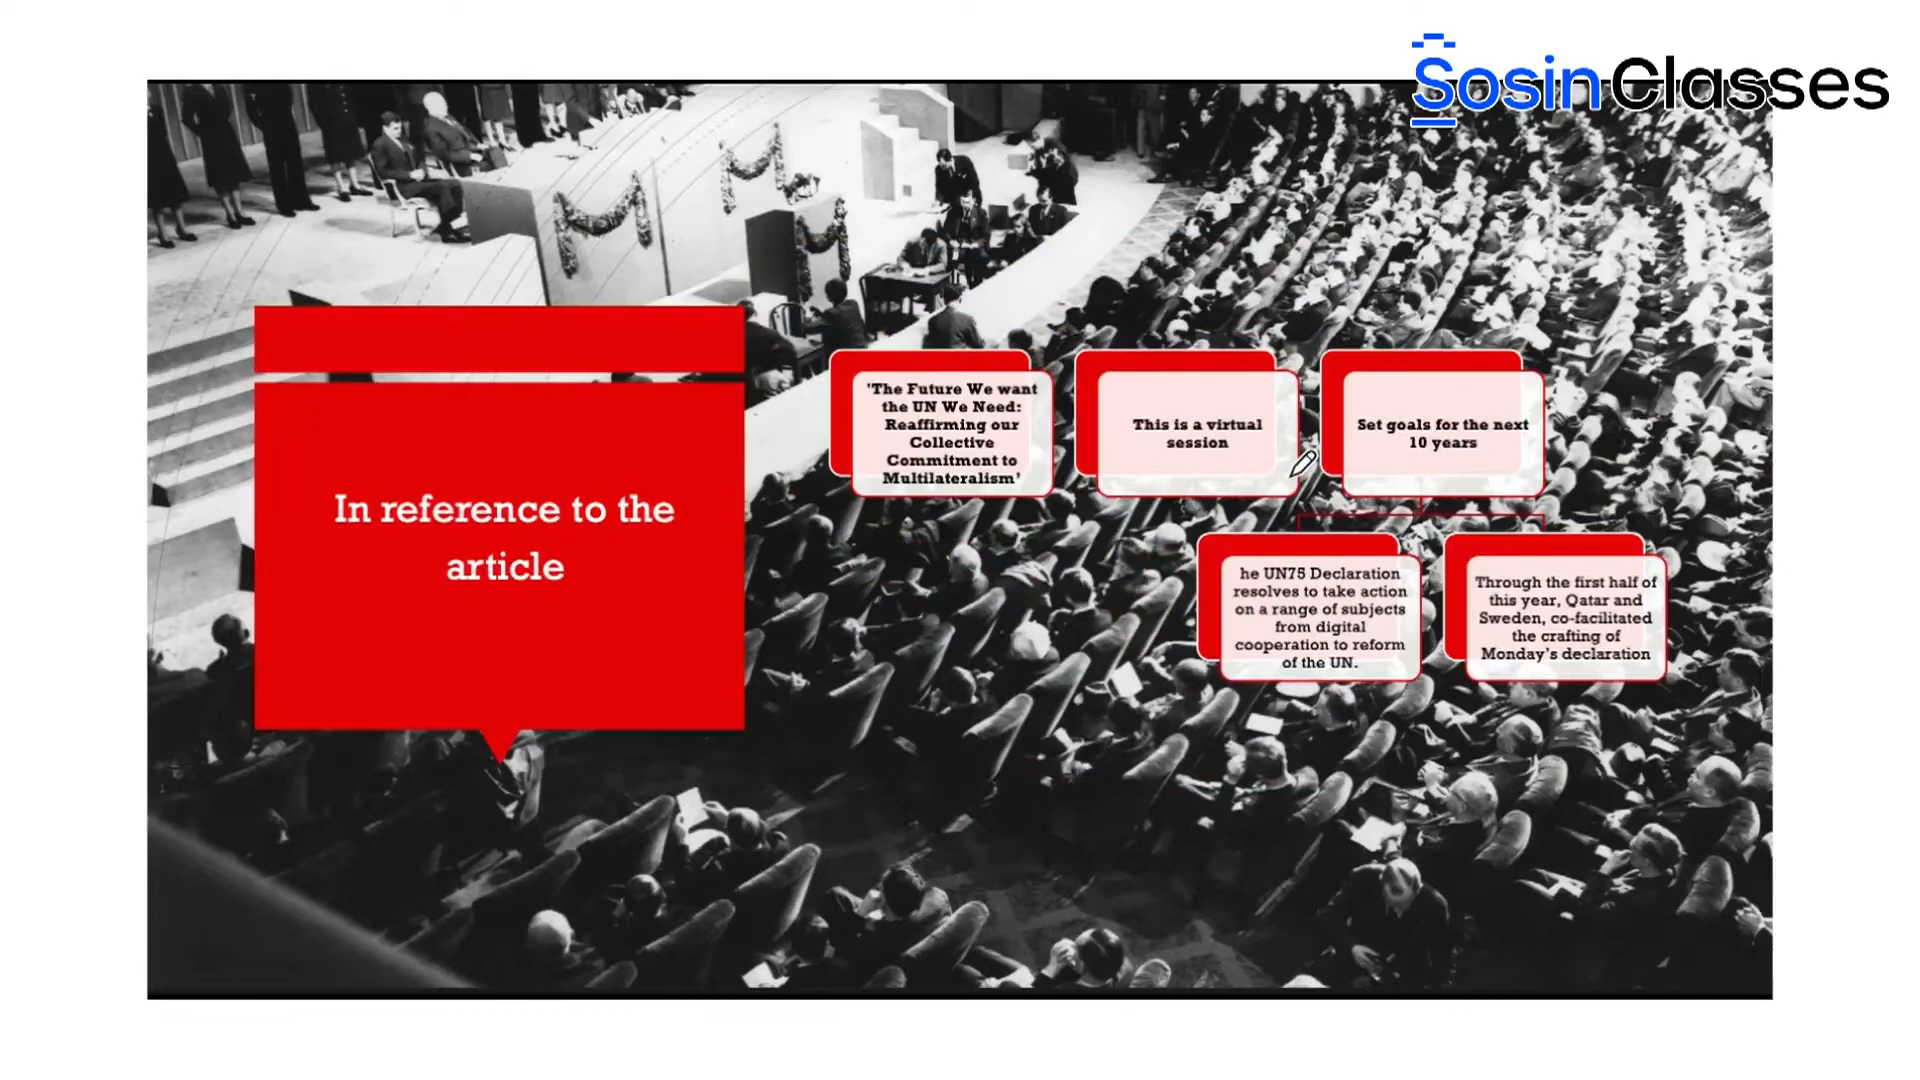 Sosin Classes
In reference to the
article
'The Future We want
the UN We Need:
Reaffirming our
Collective
Commitment to
Multilateralism'
This is a virtual
session
Set goals for the next
10 years
he UN75 Declaration
resolves to take action
on a range of subjects
from digital
cooperation to reform
of the UN.
Through the first half of
this year, Qatar and
Sweden, co-facilitated
the crafting of
Monday's declaration